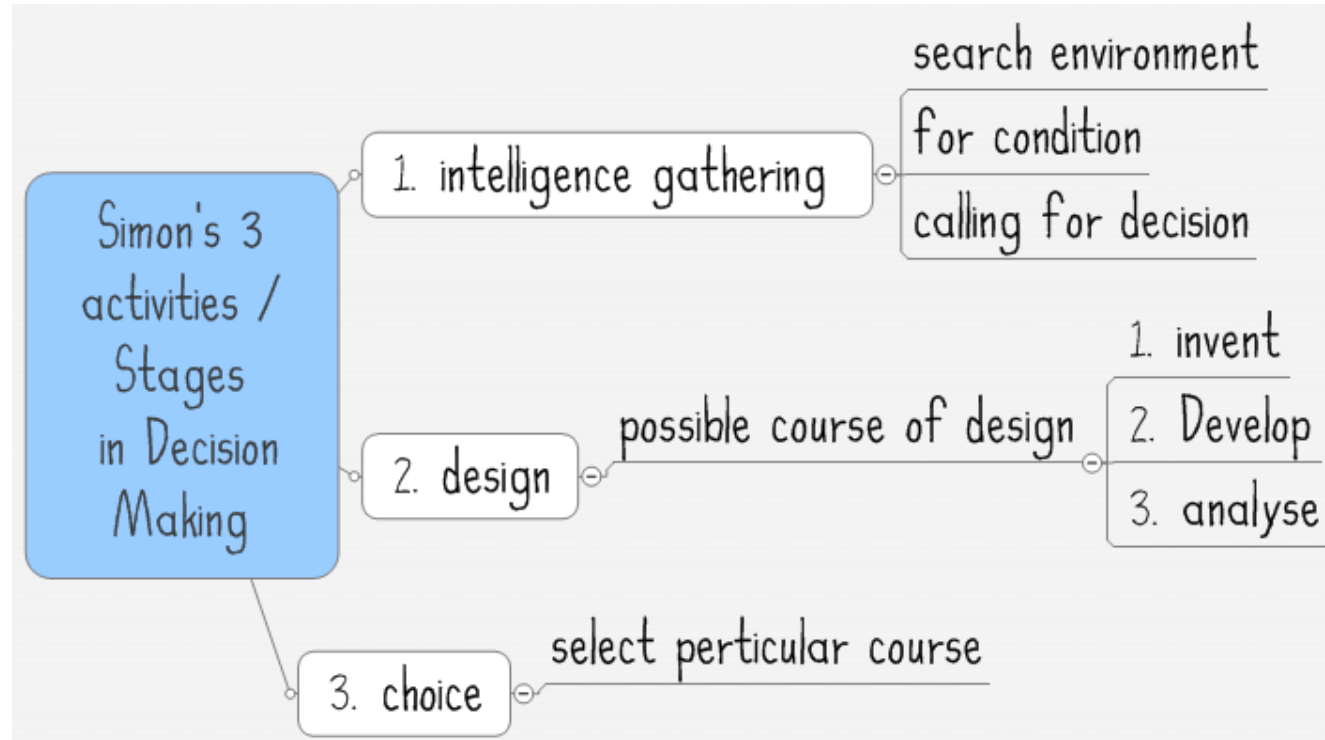 Simon's 3
activities /
Stages
in Decision
Making
1. intelligence gathering
search environment
for condition
calling for decision
2. design
possible course of design
1. invent
2. Develop
3. analyse
3. choice
select perticular course